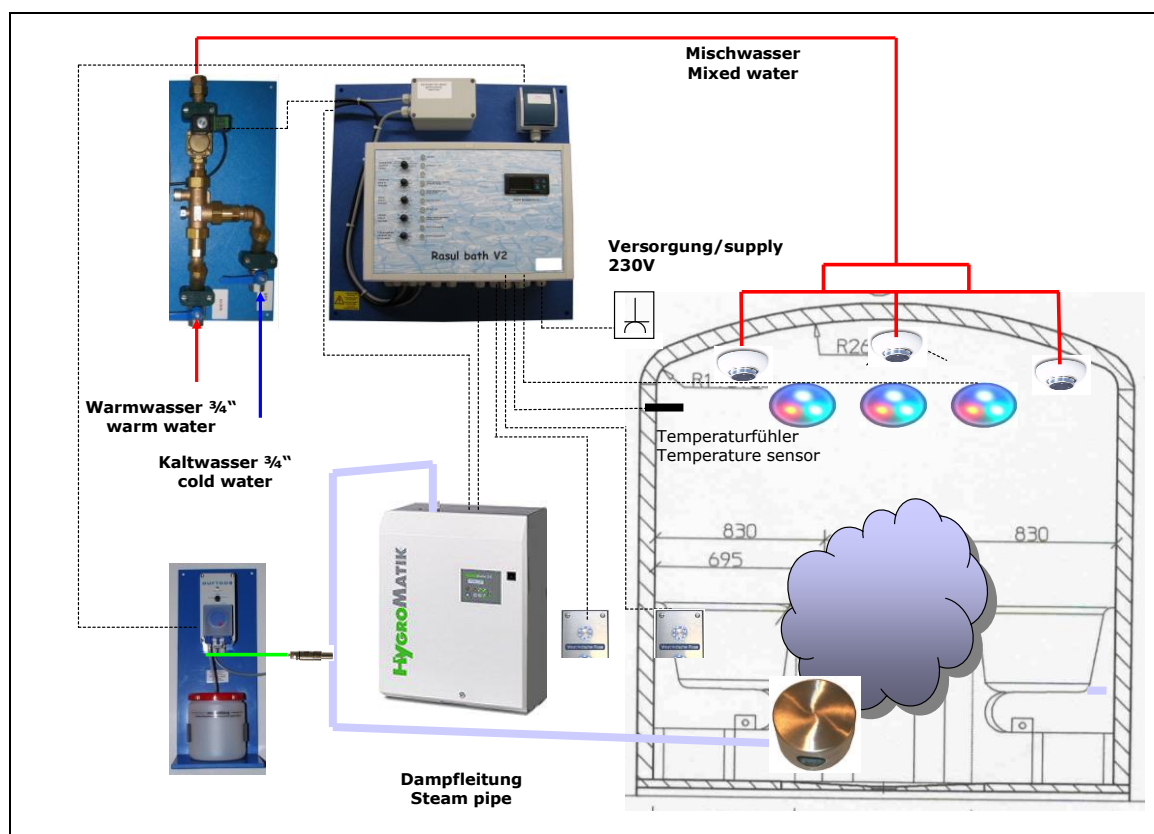 Mischwasser
Mixed water
Rasul bath V2
Versorgung/supply
230V
R26
R1
Warmwasser ¾“
warm water
Kaltwasser ¾“
cold water
Temperaturfühler
Temperature sensor
830
830
695
HYGROMATIK
Dampfleitung
Steam pipe